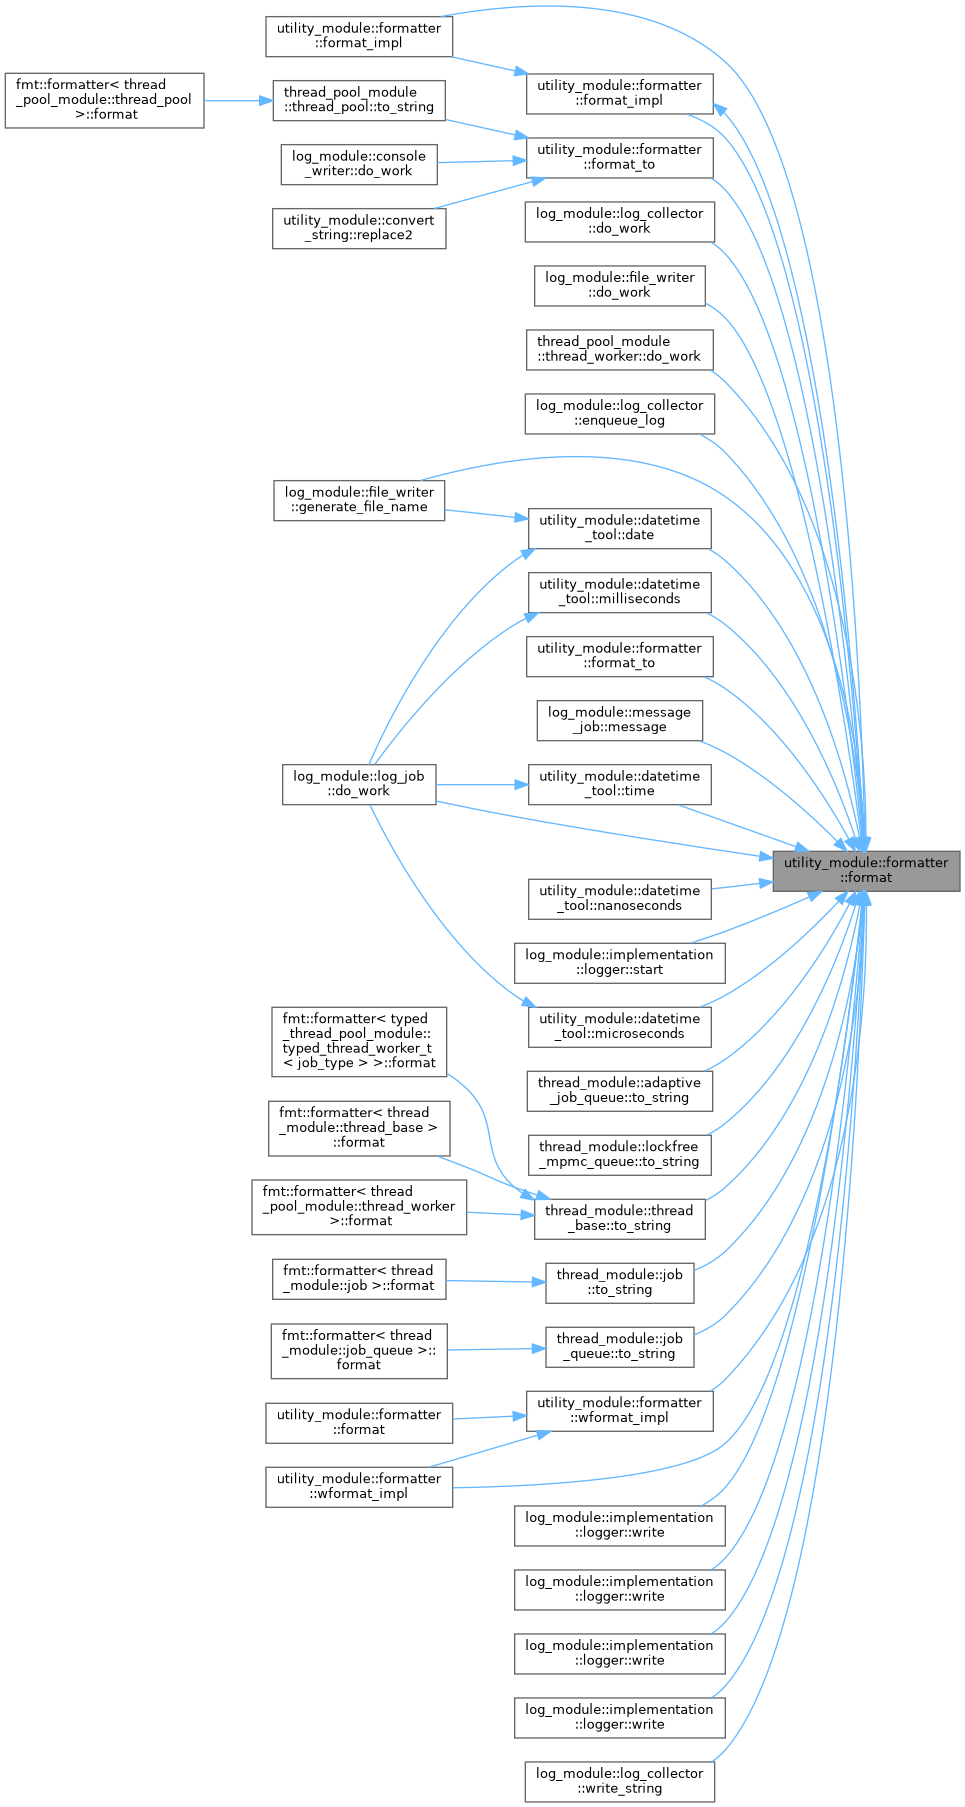 utility_module::formatter
::format_impl
fmt::formatter< thread
_pool_module::thread_pool
>::format
thread_pool_module
::thread_pool::to_string
utility_module::formatter
::format_impl
utility_module::formatter
::format_to
log_module::console
_writer::do_work
utility_module::convert
_string::replace2
log_module::log_collector
::do_work
log_module::file_writer
::do_work
thread_pool_module
::thread_worker::do_work
log_module::log_collector
::enqueue_log
log_module::file_writer
::generate_file_name
utility_module::datetime
_tool::date
utility_module::datetime
_tool::milliseconds
utility_module::formatter
::format_to
log_module::message
_job::message
log_module::log_job
::do_work
utility_module::datetime
_tool::time
utility_module::formatter
::format
utility_module::datetime
_tool::nanoseconds
log_module::implementation
::logger::start
utility_module::datetime
_tool::microseconds
fmt::formatter< typed
_thread_pool_module::
typed_thread_worker_t
< job_type > >::format
thread_module::adaptive
_job_queue::to_string
fmt::formatter< thread
_module::thread_base >
::format
thread_module::lockfree
_mpmc_queue::to_string
fmt::formatter< thread
_pool_module::thread_worker
>::format
thread_module::thread
_base::to_string
fmt::formatter< thread
_module::job >::format
thread_module::job
::to_string
fmt::formatter< thread
_module::job_queue >::
format
thread_module::job
_queue::to_string
utility_module::formatter
::format
utility_module::formatter
::wformat_impl
utility_module::formatter
::wformat_impl
log_module::implementation
::logger::write
log_module::implementation
::logger::write
log_module::implementation
::logger::write
log_module::implementation
::logger::write
log_module::log_collector
::write_string